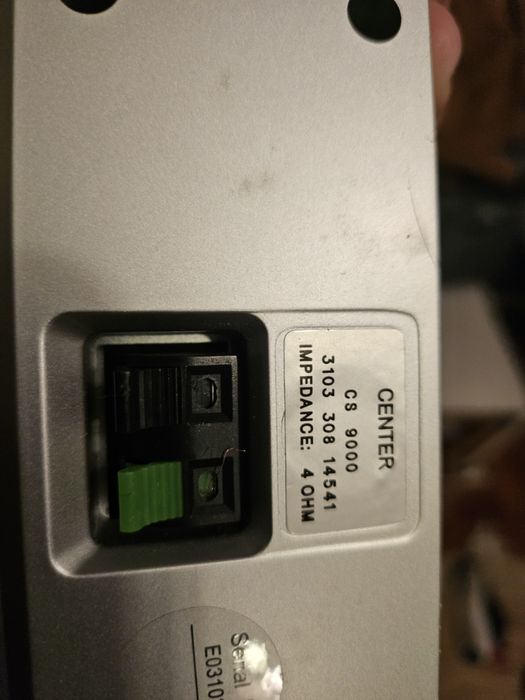 CENTER
CS 9000
3103 308 14541
IMPEDANCE: 4 OHM
Serial
E0310